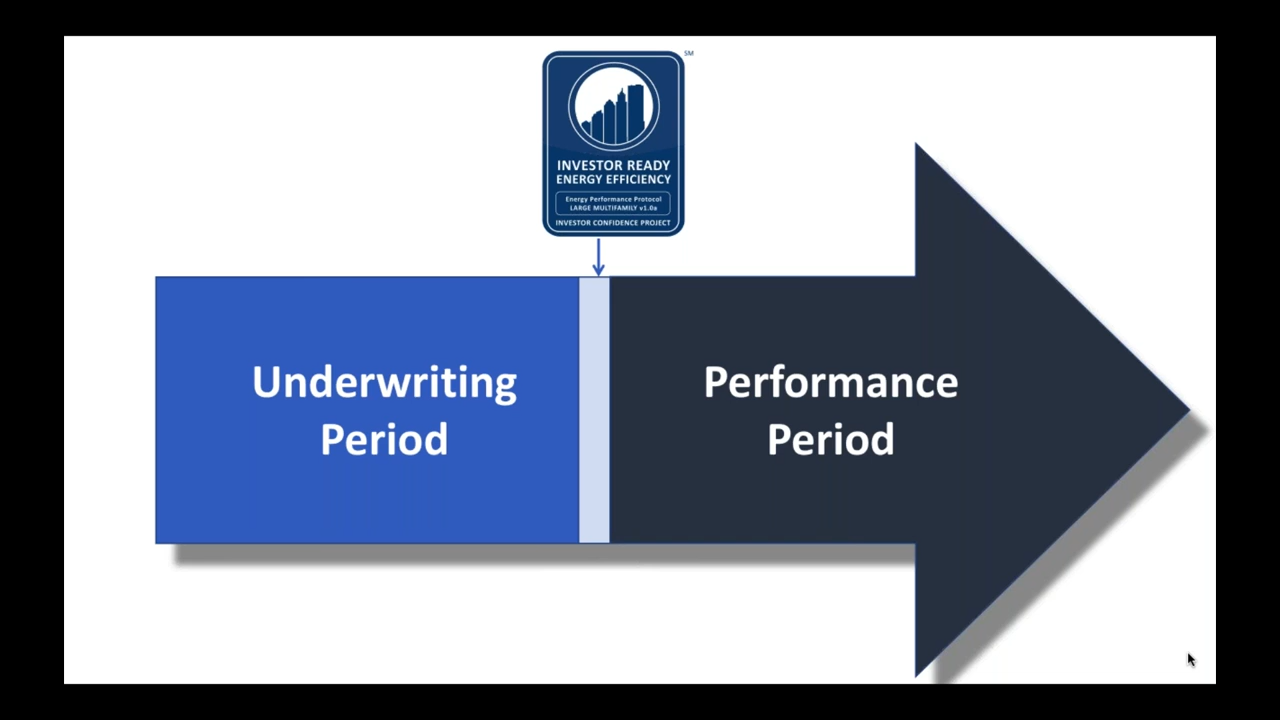 SM
INVESTOR READY
ENERGY EFFICIENCY
Energy Performance Protocol
LARGE MULTIFAMILY v1.0a
INVESTOR CONFIDENCE PROJECT
Underwriting
Period
Performance
Period